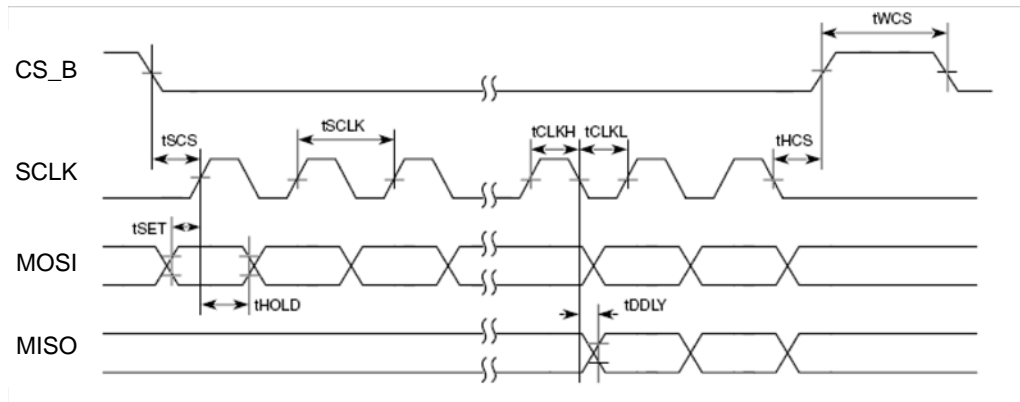 tWCS
CS_B
tSCS
tSCLK
tCLKH
tCLKL
tHCS
SCLK
tSET
MOSI
tHOLD
tDDLY
MISO